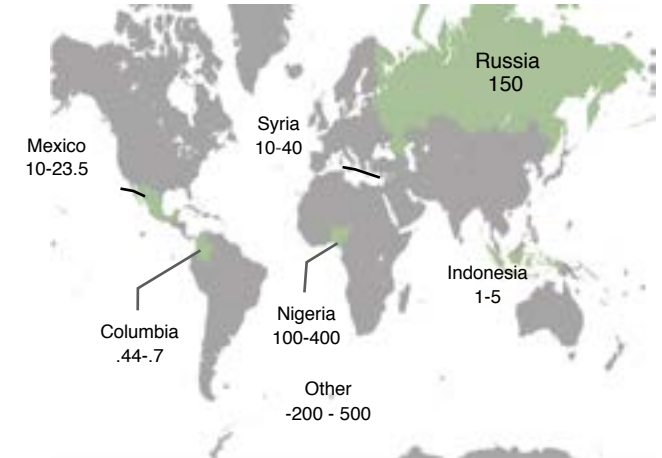 Russia
150
Syria
10-40
Mexico
10-23.5
Indonesia
1-5
Nigeria
100-400
Columbia
.44-.7
Other
-200 - 500